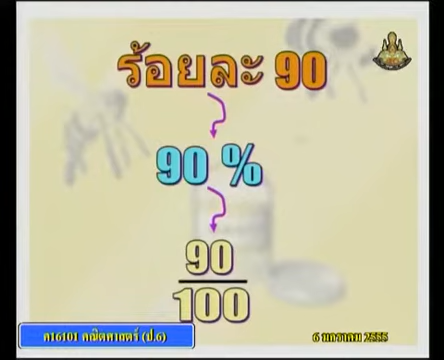 ร้อยละ 90
90 %
90
100
ค16101 คณิตศาสตร์ (ป.6)
6 มกราคม 2555